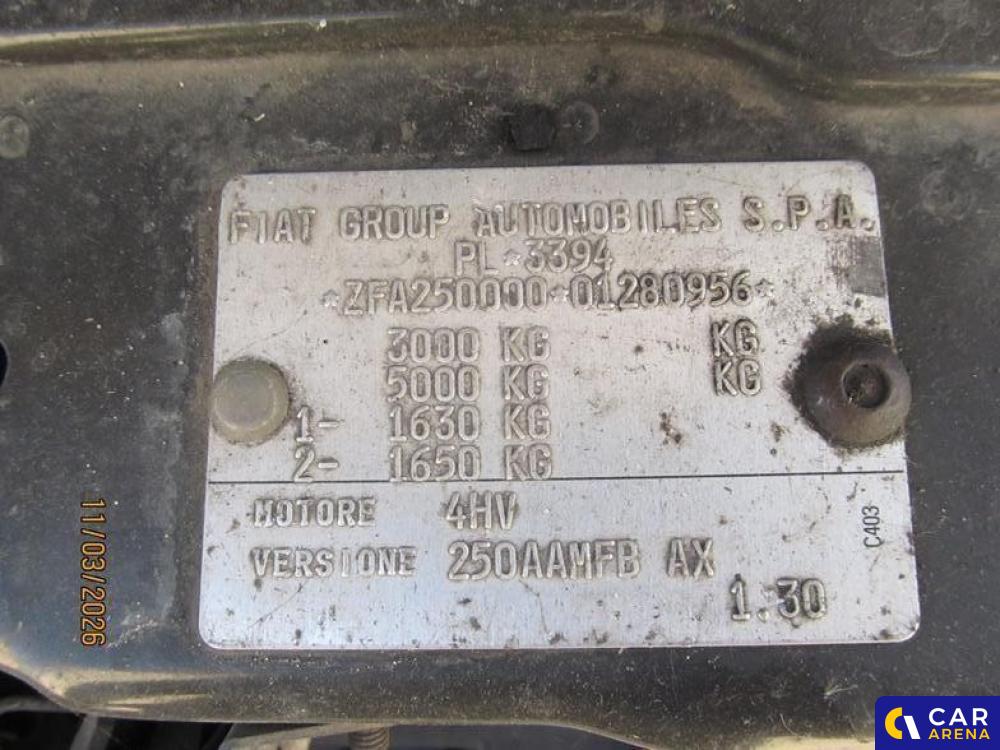 FIAT GROUP AUTOMOBILES S.P.A.
PL*3394
*ZFA250000*01280956*
3000 KG KG
5000 KG KG
1- 1630 KG
2- 1650 KG
MOTORE 4HV
VERSIONE 250AAMFB AX
1.30
C403
11/03/2026
CAR
ARENA